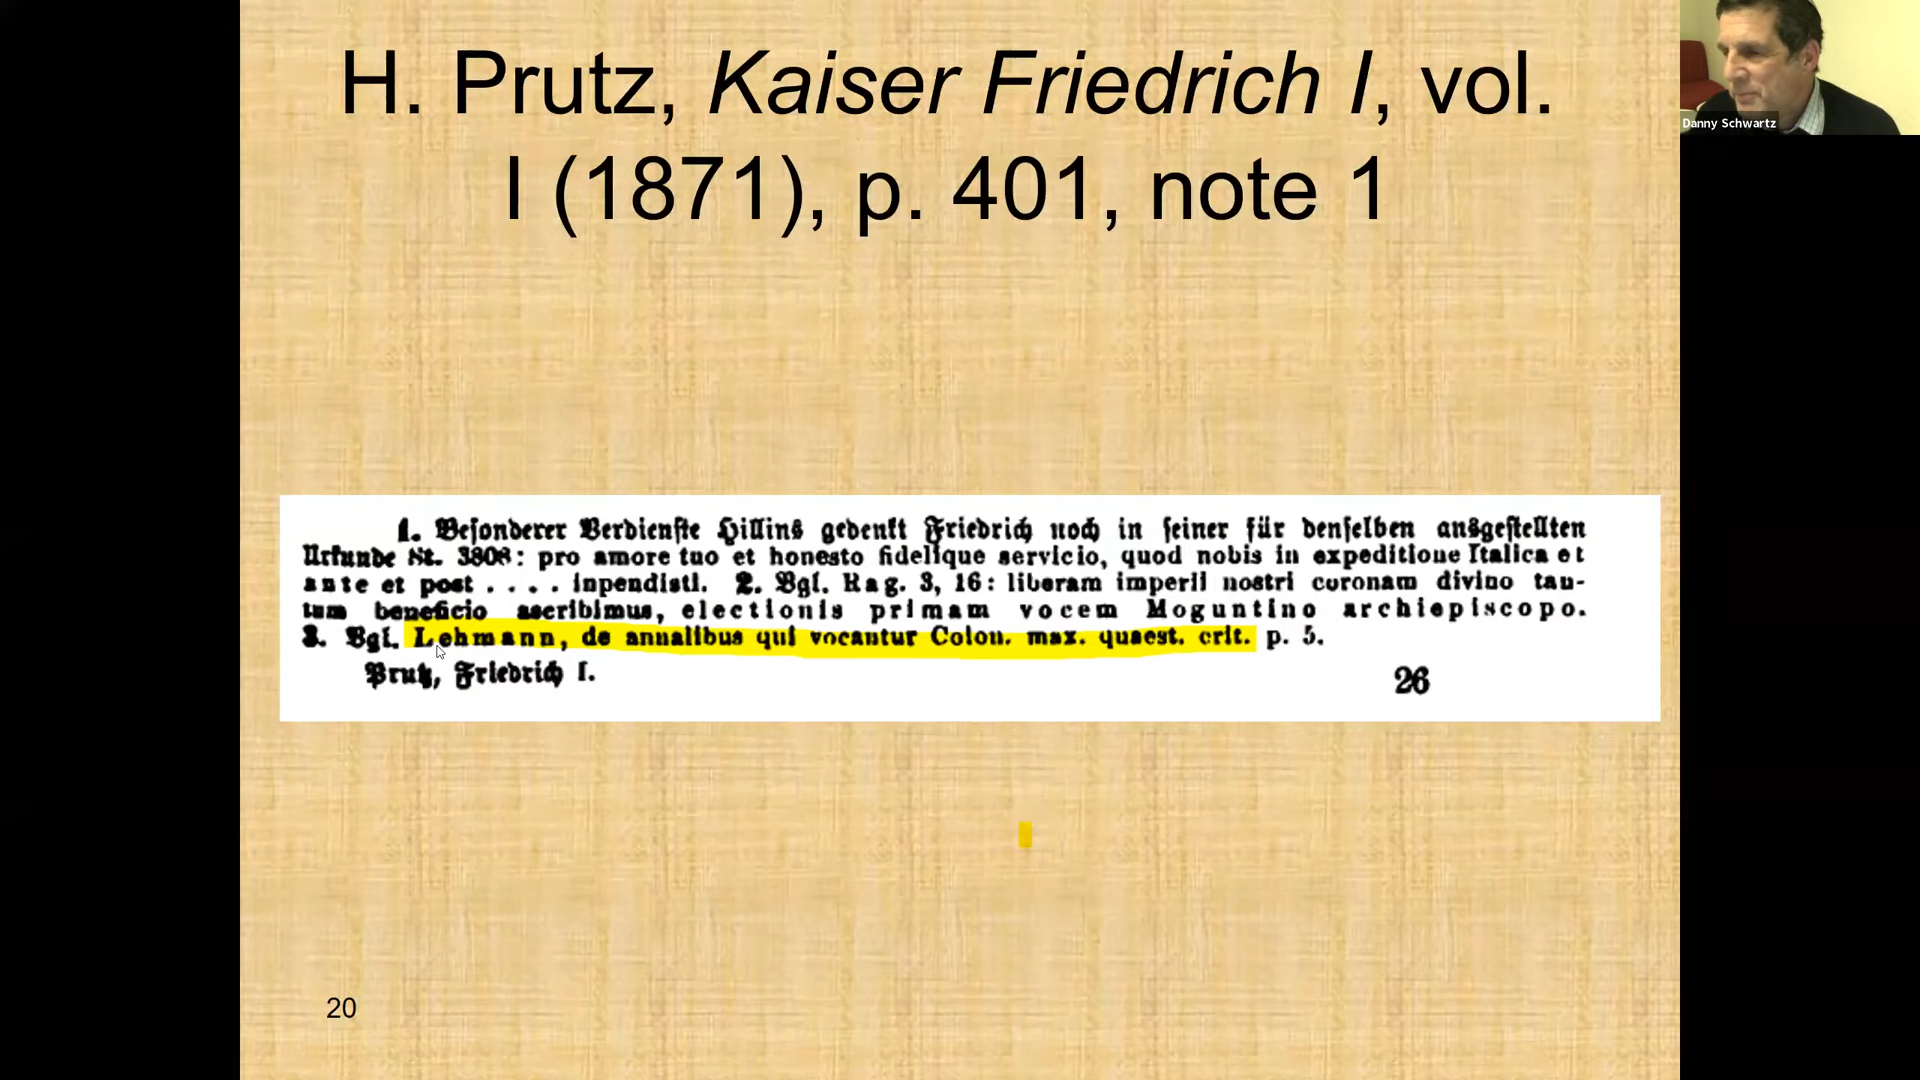 H. Prutz, Kaiser Friedrich I, vol.
I (1871), p. 401, note 1
Danny Schwartz
1. Besonderer Verdienste Hillins gedenkt Friedrich noch in seiner für denselben ausgestellten
Urkunde St. 3808: pro amore tuo et honesto fidelique servicio, quod nobis in expeditione Italica et
ante et post . . . . inpendisti. 2. Vgl. Rag. 3, 16: liberam imperii nostri coronam divino tan-
tum beneficio ascribimus, electionis primam vocem Moguntino archiepiscopo.
3. Vgl. Lehmann, de annalibus qui vocantur Colon. max. quaest. crit. p. 5.
Prutz, Friedrich I. 26
20